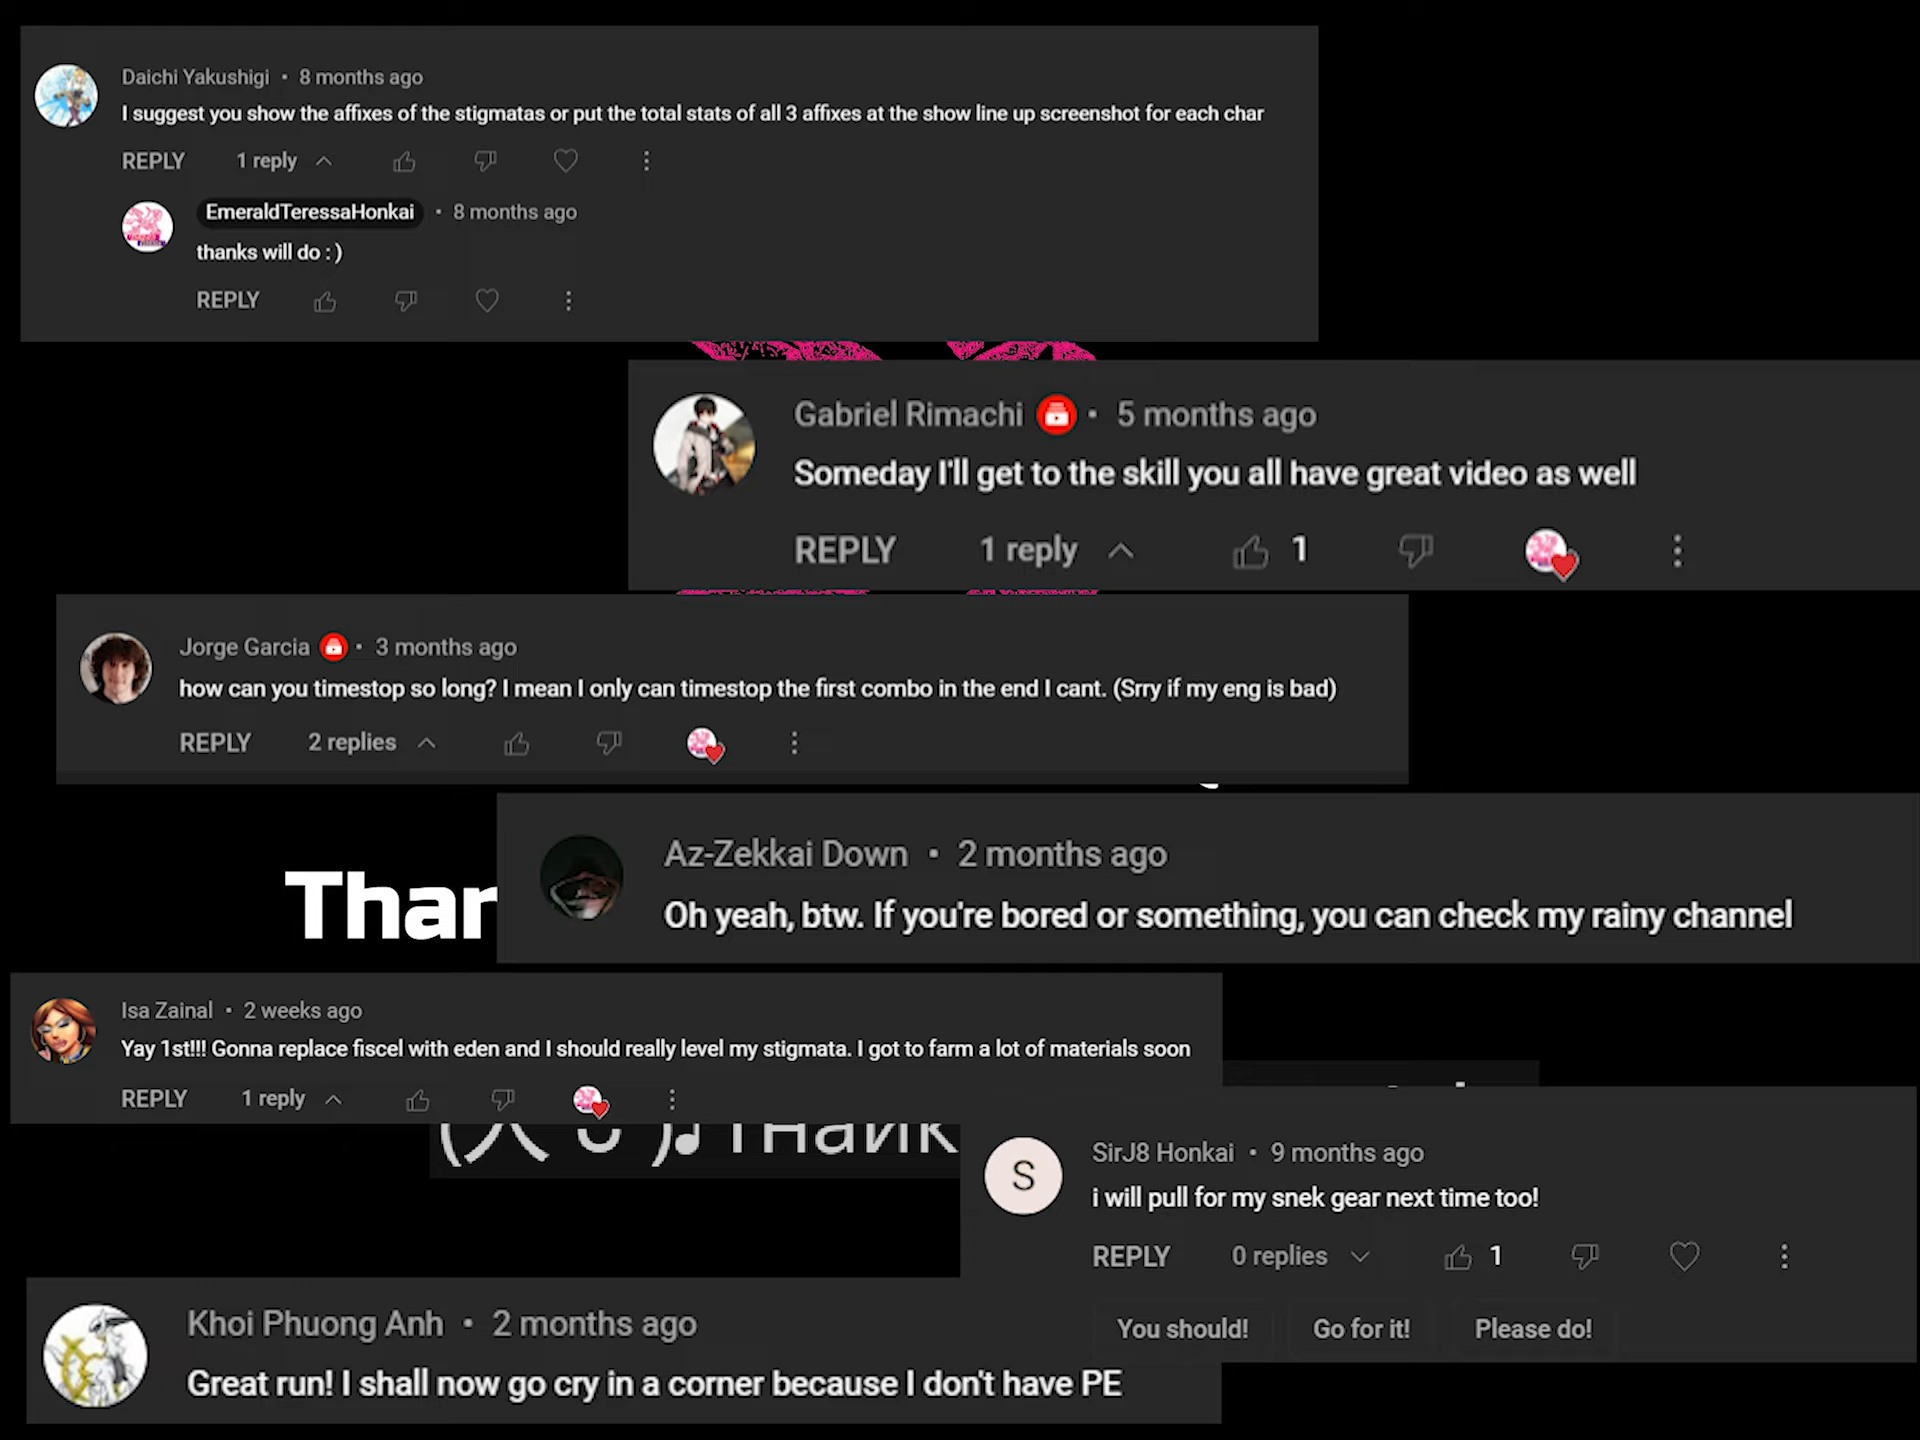 Daichi Yakushigi • 8 months ago
I suggest you show the affixes of the stigmatas or put the total stats of all 3 affixes at the show line up screenshot for each char
REPLY 1 reply
EmeraldTeressaHonkai • 8 months ago
thanks will do : )
REPLY
Gabriel Rimachi • 5 months ago
Someday I'll get to the skill you all have great video as well
REPLY 1 reply 1
Jorge Garcia • 3 months ago
how can you timestop so long? I mean I only can timestop the first combo in the end I cant. (Srry if my eng is bad)
REPLY 2 replies
Az-Zekkai Down • 2 months ago
Oh yeah, btw. If you're bored or something, you can check my rainy channel
Thar
Isa Zainal • 2 weeks ago
Yay 1st!!! Gonna replace fiscel with eden and I should really level my stigmata. I got to farm a lot of materials soon
REPLY 1 reply
SirJ8 Honkai • 9 months ago
i will pull for my snek gear next time too!
REPLY 0 replies 1
You should! Go for it! Please do!
Khoi Phuong Anh • 2 months ago
Great run! I shall now go cry in a corner because I don't have PE